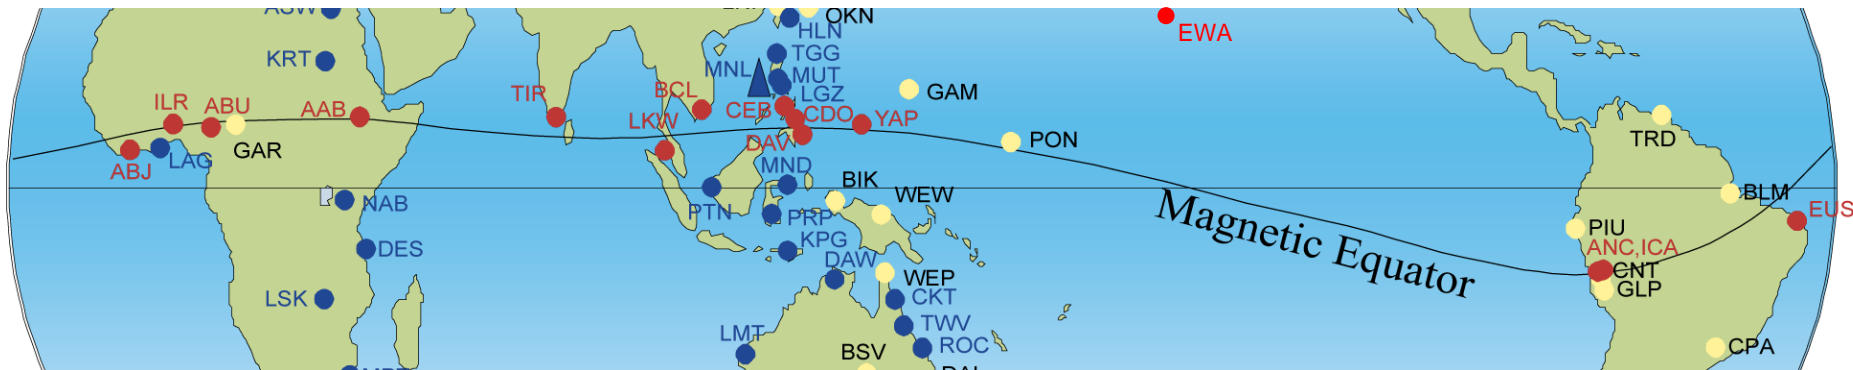 ASW
OKN
HLN
EWA
KRT
TGG
MNL
MUT
LGZ
GAM
TIR
BCL
ILR
ABU
AAB
CEB
CDO
YAP
LKW
DAV
PON
TRD
GAR
LAG
ABJ
MND
BIK
WEW
BLM
NAB
PTN
PRP
EUS
Magnetic Equator
PIU
DES
KPG
ANC,ICA
DAW
WEP
CNT
GLP
LSK
CKT
TWV
LMT
ROC
BSV
CPA